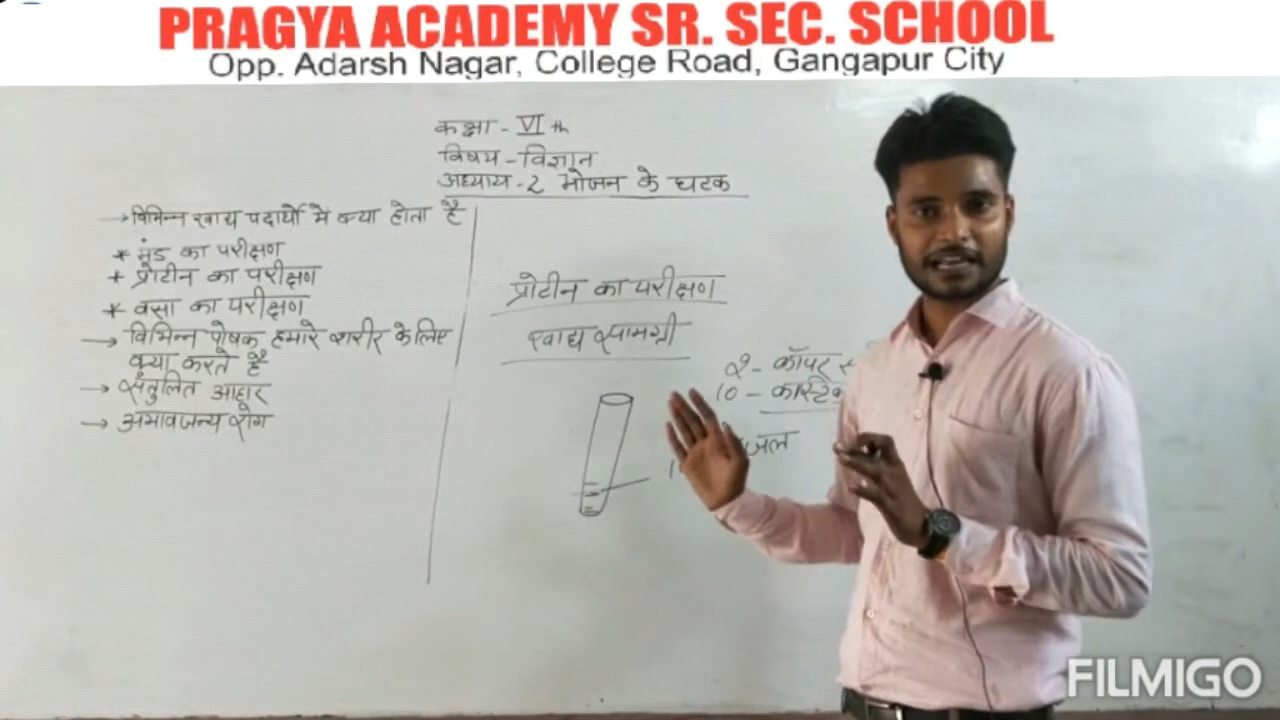 PRAGYA ACADEMY SR. SEC. SCHOOL
Opp. Adarsh Nagar, College Road, Gangapur City
कक्षा - VI th
विषय - विज्ञान
अध्याय - 2 भोजन के घटक
→ विभिन्न खाद्य पदार्थो में क्या होता है
* मंड का परीक्षण
* प्रोटीन का परीक्षण
* वसा का परीक्षण
→ विभिन्न पोषक हमारे शरीर के लिए
क्या करते है
→ संतुलित आहार
→ अभावजन्य रोग
प्रोटीन का परीक्षण
खाद्य सामग्री
2 - कॉपर
10 - कास्टिक
जल
FILMIGO